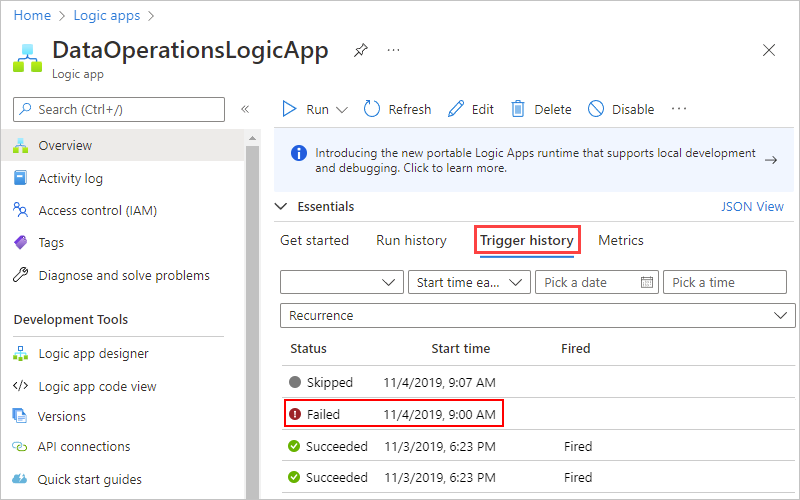 Home > Logic apps >
DataOperationsLogicApp
Logic app
Search (Ctrl+/)
«
Overview
Activity log
Access control (IAM)
Tags
Diagnose and solve problems
Development Tools
Logic app designer
</> Logic app code view
Versions
API connections
Quick start guides
Run Refresh Edit Delete Disable ...
Introducing the new portable Logic Apps runtime that supports local development
and debugging. Click to learn more.
Essentials JSON View
Get started Run history Trigger history Metrics
Start time ea... Pick a date Pick a time
Recurrence
Status Start time Fired
Skipped 11/4/2019, 9:07 AM
Failed 11/4/2019, 9:00 AM
Succeeded 11/3/2019, 6:23 PM Fired
Succeeded 11/3/2019, 6:23 PM Fired